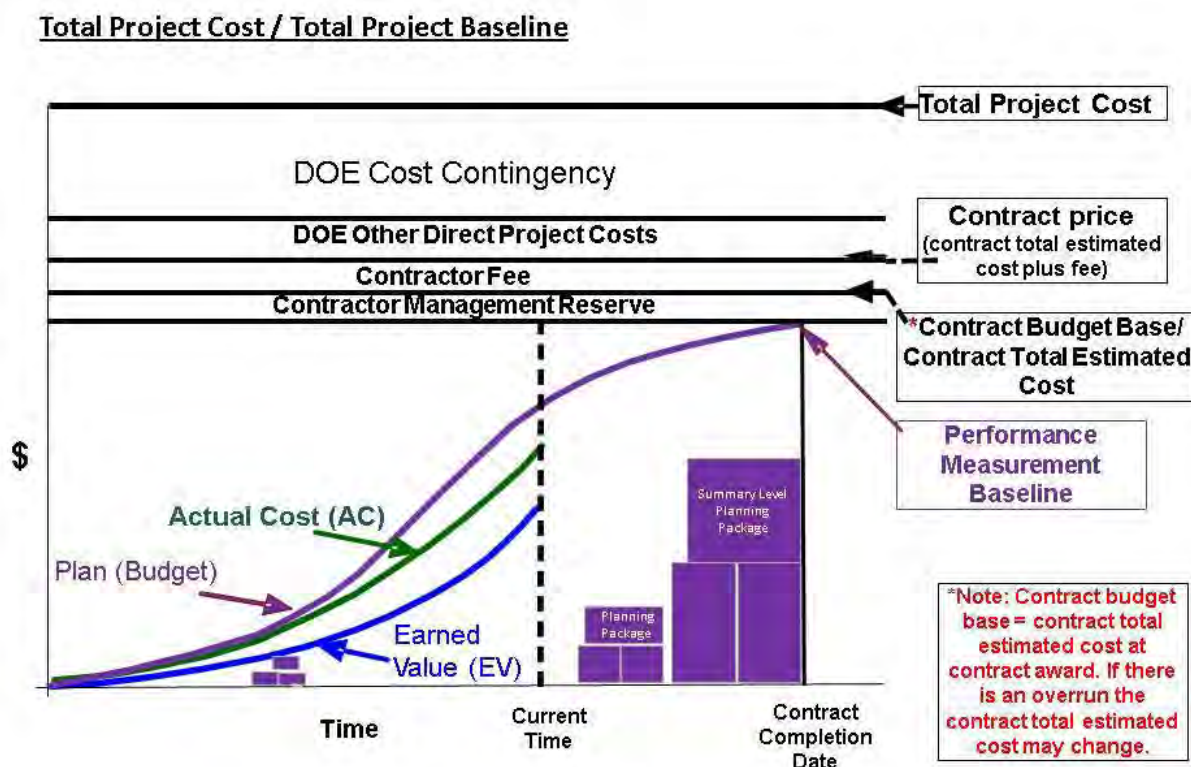 Total Project Cost / Total Project Baseline
Total Project Cost
DOE Cost Contingency
Contract price
(contract total estimated
cost plus fee)
DOE Other Direct Project Costs
Contractor Fee
Contractor Management Reserve
*Contract Budget Base/
Contract Total Estimated
Cost
Performance
Measurement
Baseline
$
Summary Level
Planning
Package
Actual Cost (AC)
Plan (Budget)
Earned
Value (EV)
Planning
Package
*Note: Contract budget
base = contract total
estimated cost at
contract award. If there
is an overrun the
contract total estimated
cost may change.
Time
Current
Time
Contract
Completion
Date